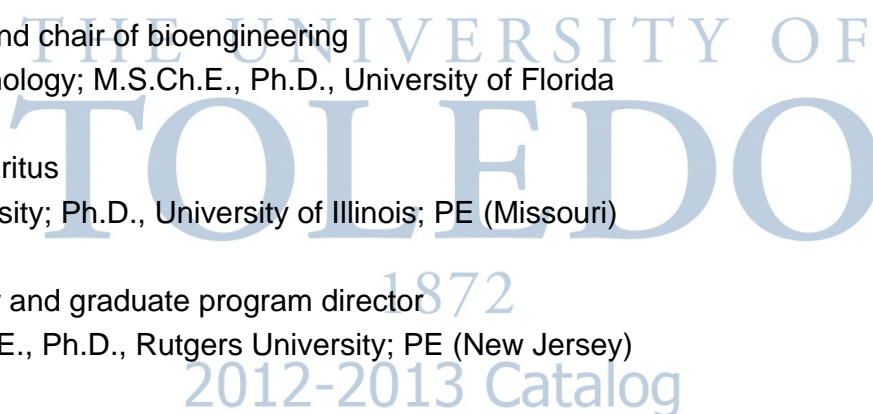 THE UNIVERSITY OF
nd chair of bioengineering
nology; M.S.Ch.E., Ph.D., University of Florida
TOLEDO
ritus
sity; Ph.D., University of Illinois; PE (Missouri)
1872
r and graduate program director
E., Ph.D., Rutgers University; PE (New Jersey)
2012-2013 Catalog